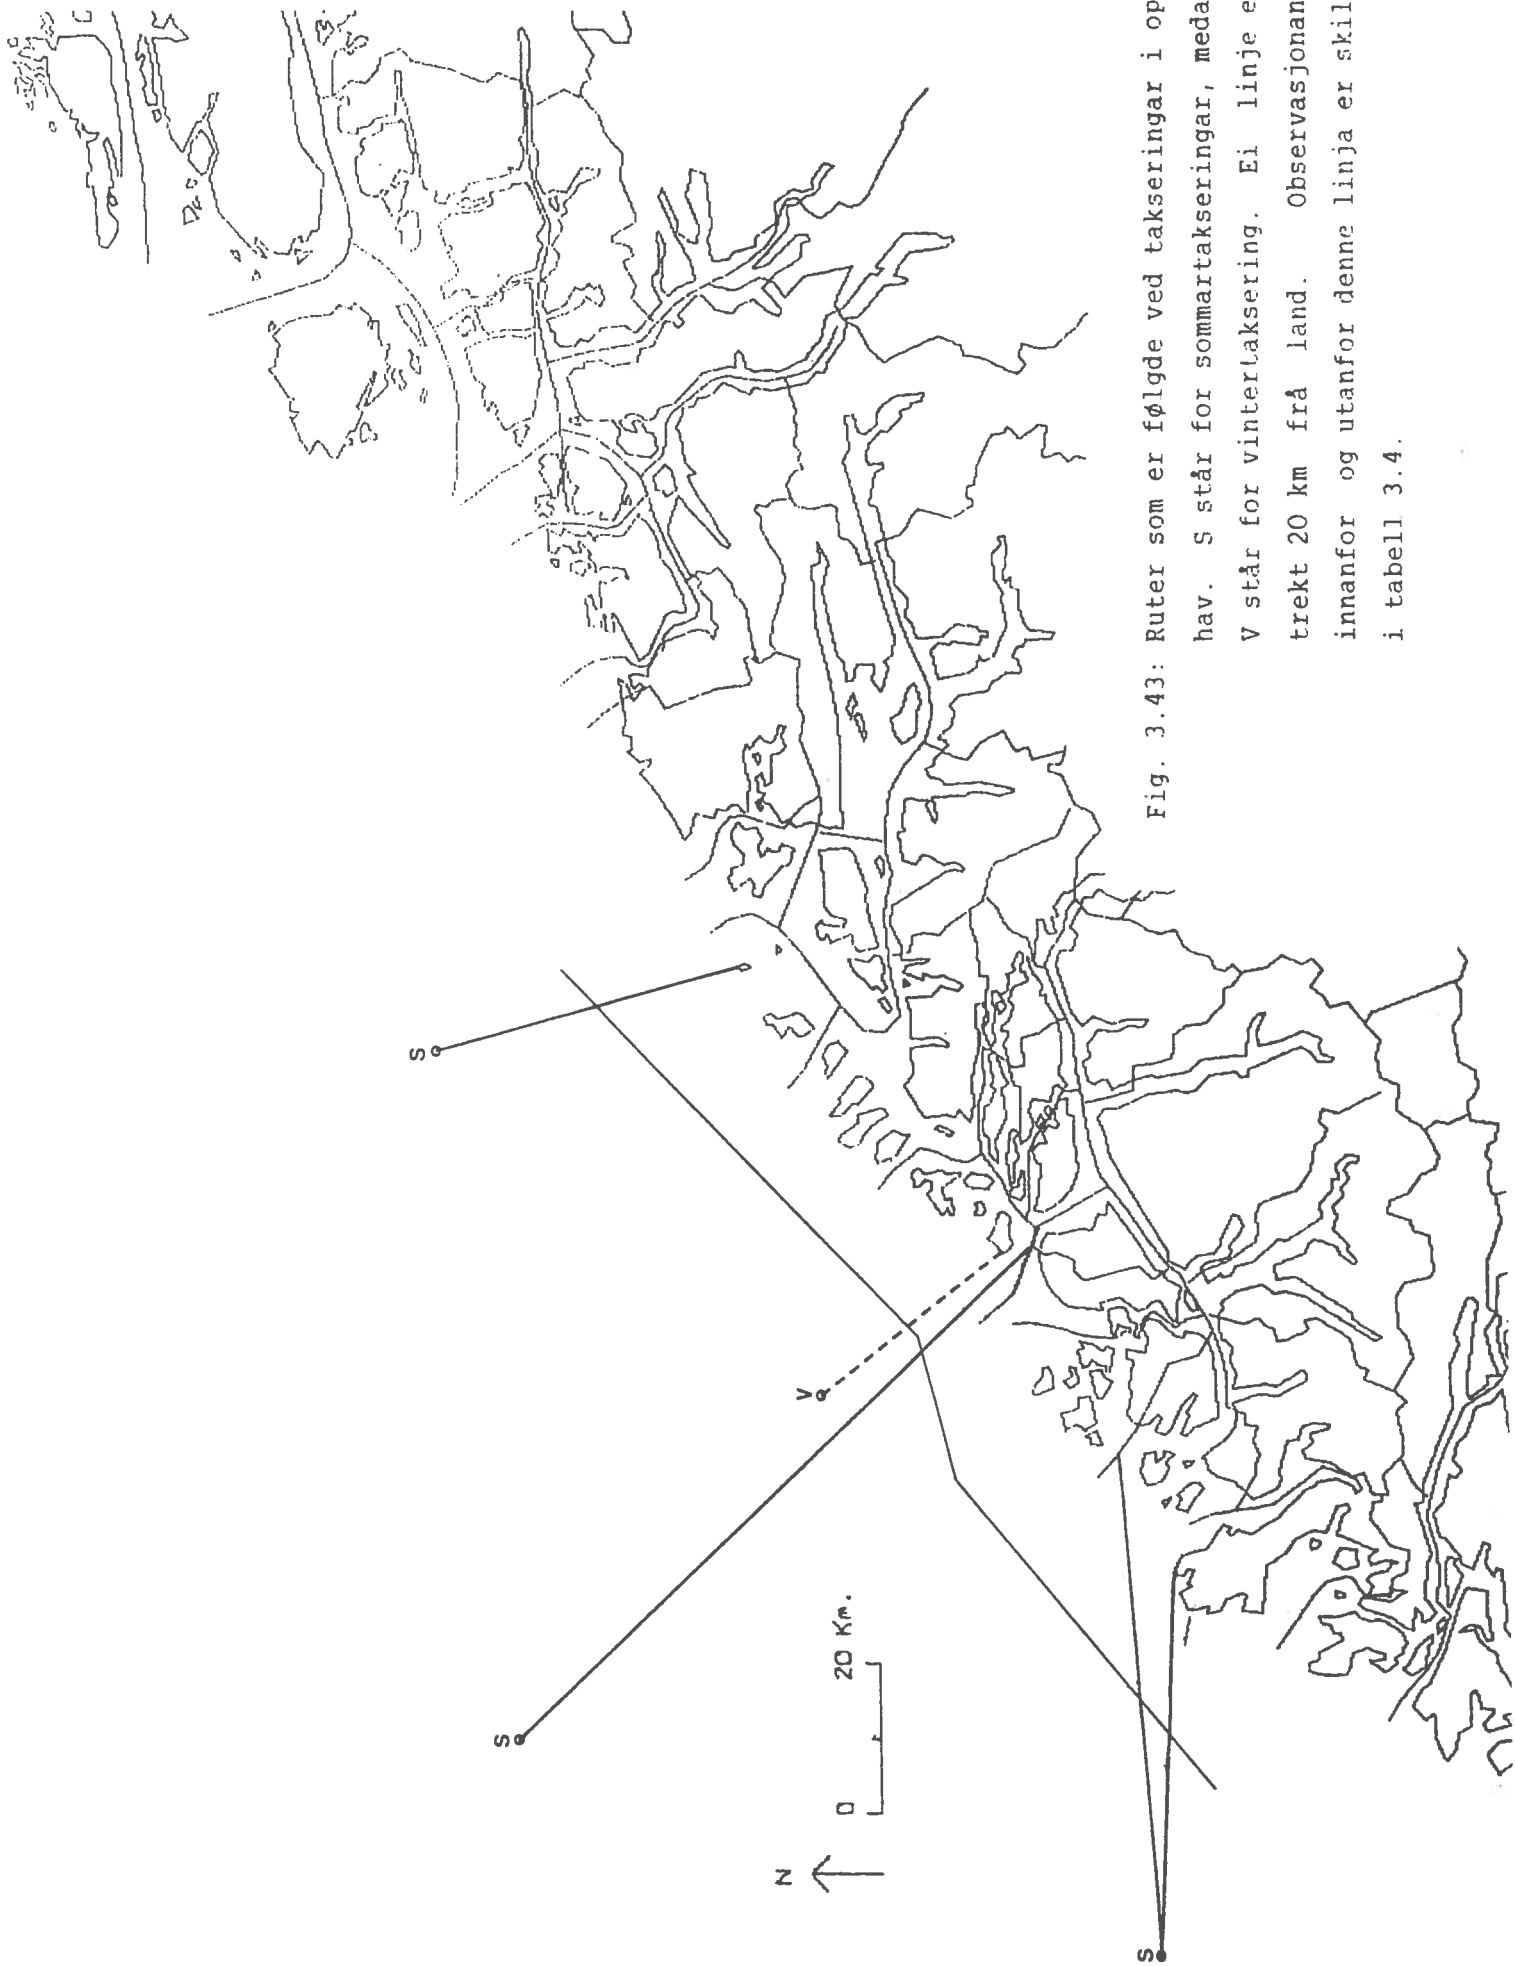 S
S
V
S
N
0 20 Km.
Fig. 3.43: Ruter som er følgde ved takseringar i op
hav. S står for sommartakseringar, meda
V står for vintertaksering. Ei linje e
trekt 20 km frå land. Observasjonan
innanfor og utanfor denne linja er skil
i tabell 3.4.